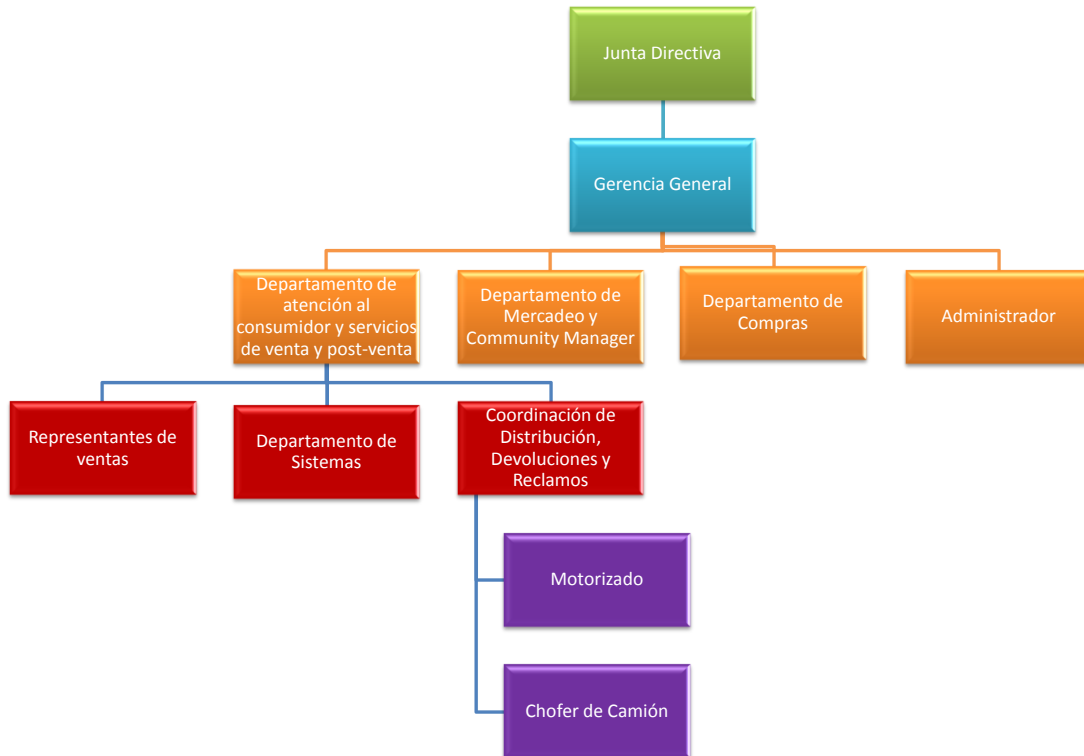 Junta Directiva
Gerencia General
Departamento de
atención al
consumidor y servicios
de venta y post-venta
Departamento de
Mercadeo y
Community Manager
Departamento de
Compras
Administrador
Representantes de
ventas
Departamento de
Sistemas
Coordinación de
Distribución,
Devoluciones y
Reclamos
Motorizado
Chofer de Camión